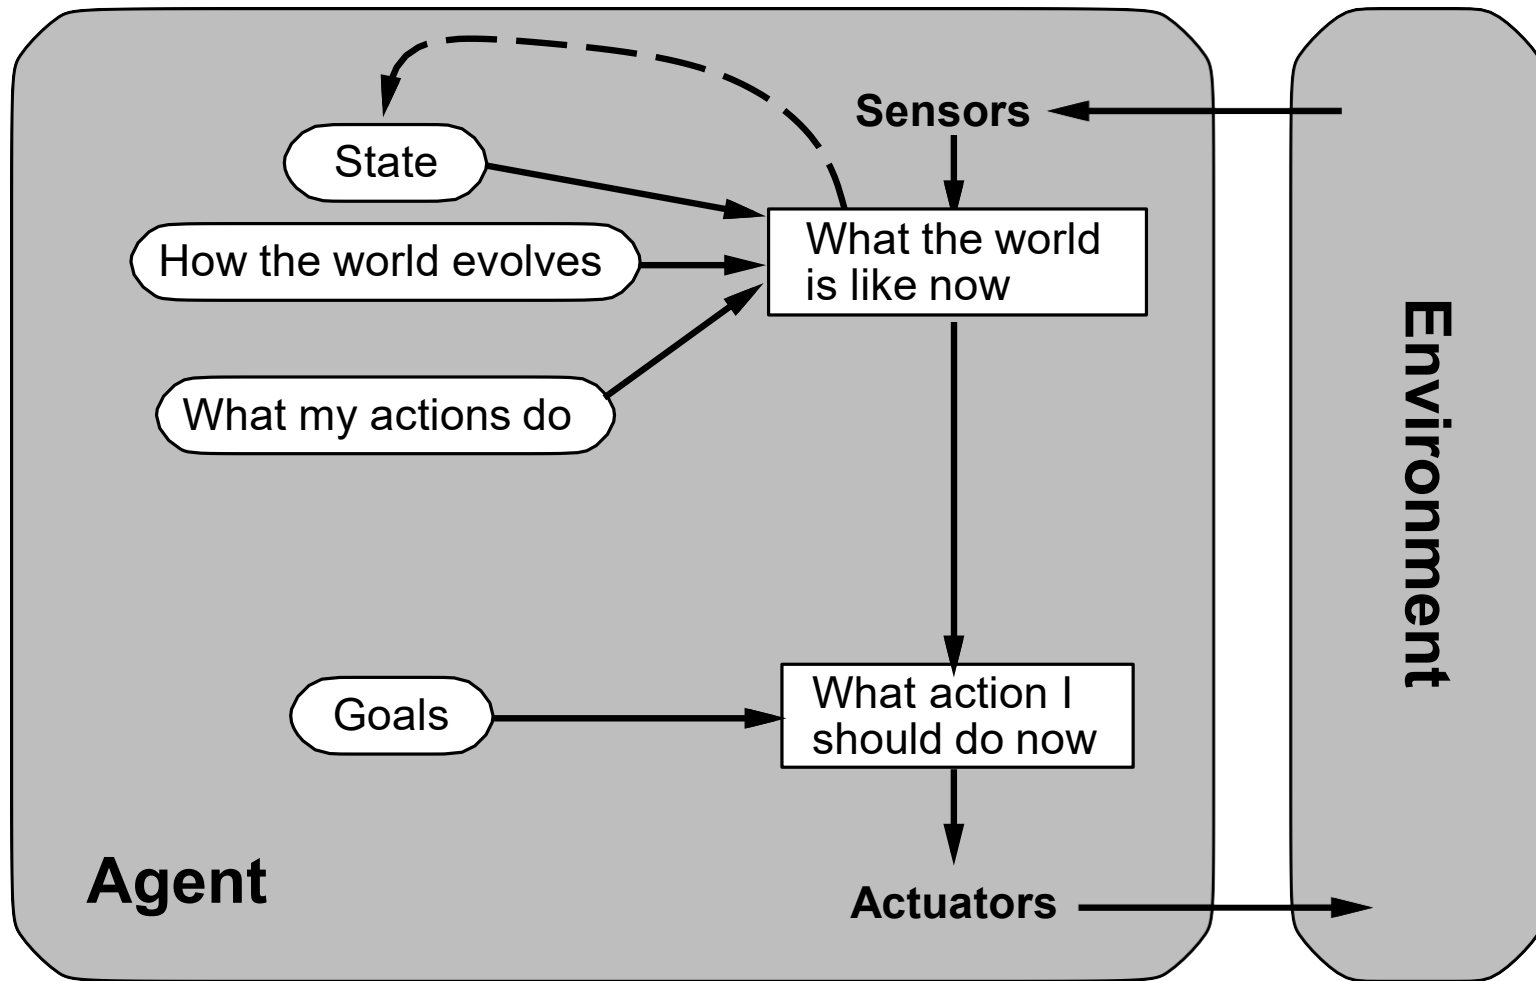 Sensors
State
How the world evolves
What the world
is like now
What my actions do
Environment
Goals
What action I
should do now
Agent
Actuators